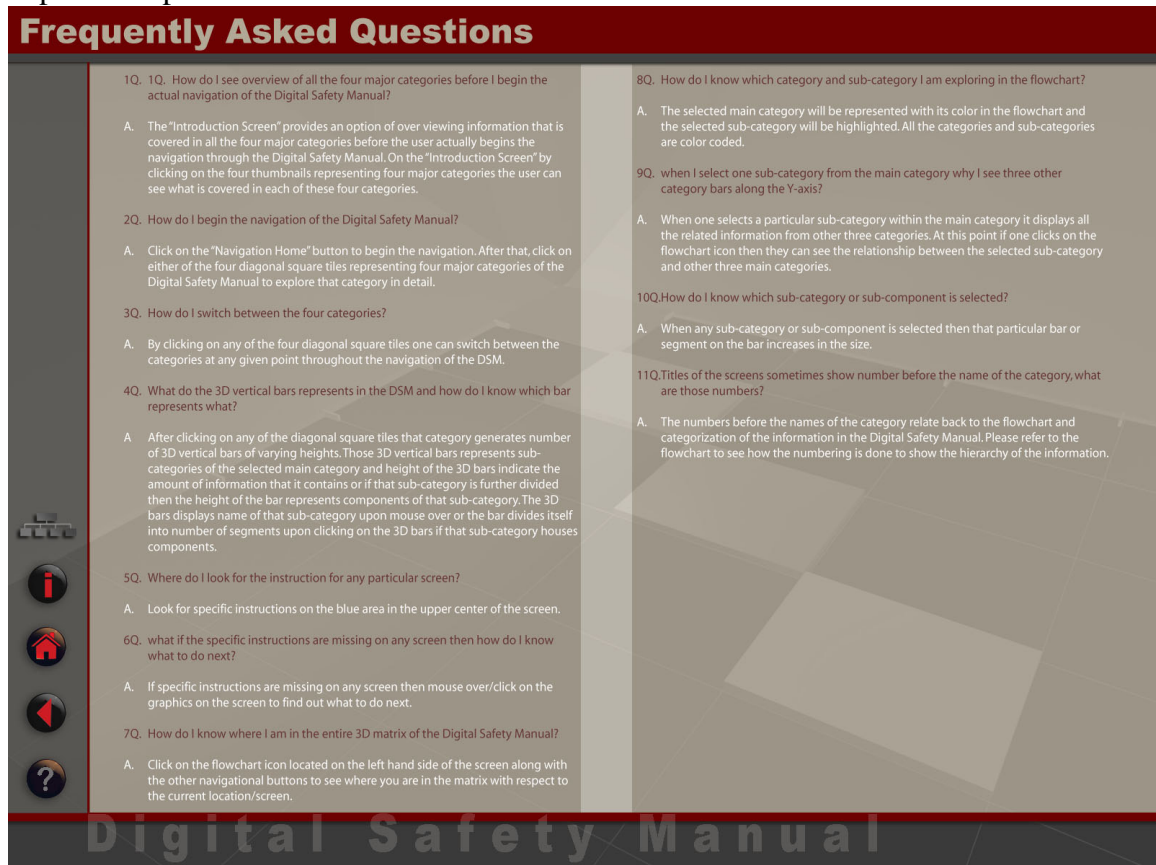 Frequently Asked Questions
1Q. 1Q. How do I see overview of all the four major categories before I begin the
actual navigation of the Digital Safety Manual?
A. The "Introduction Screen" provides an option of over viewing information that is
covered in all the four major categories before the user actually begins the
navigation through the Digital Safety Manual. On the "Introduction Screen" by
clicking on the four thumbnails representing four major categories the user can
see what is covered in each of these four categories.
2Q. How do I begin the navigation of the Digital Safety Manual?
A. Click on the "Navigation Home" button to begin the navigation. After that, click on
either of the four diagonal square tiles representing four major categories of the
Digital Safety Manual to explore that category in detail.
3Q. How do I switch between the four categories?
A. By clicking on any of the four diagonal square tiles one can switch between the
categories at any given point throughout the navigation of the DSM.
4Q. What do the 3D vertical bars represents in the DSM and how do I know which bar
represents what?
A After clicking on any of the diagonal square tiles that category generates number
of 3D vertical bars of varying heights. Those 3D vertical bars represents sub-
categories of the selected main category and height of the 3D bars indicate the
amount of information that it contains or if that sub-category is further divided
then the height of the bar represents components of that sub-category. The 3D
bars displays name of that sub-category upon mouse over or the bar divides itself
into number of segments upon clicking on the 3D bars if that sub-category houses
components.
5Q. Where do I look for the instruction for any particular screen?
A. Look for specific instructions on the blue area in the upper center of the screen.
6Q. what if the specific instructions are missing on any screen then how do I know
what to do next?
A. If specific instructions are missing on any screen then mouse over/click on the
graphics on the screen to find out what to do next.
7Q. How do I know where I am in the entire 3D matrix of the Digital Safety Manual?
A. Click on the flowchart icon located on the left hand side of the screen along with
the other navigational buttons to see where you are in the matrix with respect to
the current location/screen.
8Q. How do I know which category and sub-category I am exploring in the flowchart?
A. The selected main category will be represented with its color in the flowchart and
the selected sub-category will be highlighted. All the categories and sub-categories
are color coded.
9Q. when I select one sub-category from the main category why I see three other
category bars along the Y-axis?
A. When one selects a particular sub-category within the main category it displays all
the related information from other three categories. At this point if one clicks on the
flowchart icon then they can see the relationship between the selected sub-category
and other three main categories.
10Q.How do I know which sub-category or sub-component is selected?
A. When any sub-category or sub-component is selected then that particular bar or
segment on the bar increases in the size.
11Q.Titles of the screens sometimes show number before the name of the category, what
are those numbers?
A. The numbers before the names of the category relate back to the flowchart and
categorization of the information in the Digital Safety Manual. Please refer to the
flowchart to see how the numbering is done to show the hierarchy of the information.
i
?
Digital Safety Manual